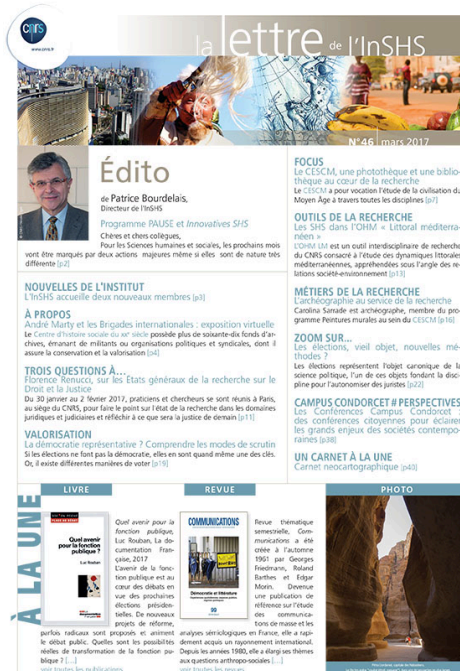 cnrs
www.cnrs.fr
la lettre de l'InSHS
N°46 | mars 2017
Édito
de Patrice Bourdelais,
Directeur de l'InSHS
Programme PAUSE et Innovatives SHS
Chères et chers collègues,
Pour les Sciences humaines et sociales, les prochains mois
vont être marqués par deux actions majeures même si elles sont de nature très
différente [p2]
NOUVELLES DE L'INSTITUT
L'InSHS accueille deux nouveaux membres [p3]
À PROPOS
André Marty et les Brigades internationales : exposition virtuelle
Le Centre d'histoire sociale du XXe siècle possède plus de soixante-dix fonds d'ar-
chives, émanant de militants ou organisations politiques et syndicales, dont il
assure la conservation et la valorisation [p4]
TROIS QUESTIONS À...
Florence Renucci, sur les États généraux de la recherche sur le
Droit et la Justice
Du 30 janvier au 2 février 2017, praticiens et chercheurs se sont réunis à Paris,
au siège du CNRS, pour faire le point sur l'état de la recherche dans les domaines
juridiques et judiciaires et réfléchir à ce que sera la justice de demain [p11]
VALORISATION
La démocratie représentative ? Comprendre les modes de scrutin
Si les élections ne font pas la démocratie, elles en sont quand même une des clés.
Or, il existe différentes manières de voter [p19]
FOCUS
Le CESCM, une photothèque et une biblio-
thèque au cœur de la recherche
Le CESCM a pour vocation l'étude de la civilisation du
Moyen Âge à travers toutes les disciplines [p7]
OUTILS DE LA RECHERCHE
Les SHS dans l'OHM « Littoral méditerra-
néen »
L'OHM LM est un outil interdisciplinaire de recherche
du CNRS consacré à l'étude des dynamiques littorales
méditerranéennes, appréhendées sous l'angle des re-
lations société-environnement [p13]
MÉTIERS DE LA RECHERCHE
L'archéographie au service de la recherche
Carolina Sarrade est archéographe, membre du pro-
gramme Peintures murales au sein du CESCM [p16]
ZOOM SUR...
Les élections, vieil objet, nouvelles mé-
thodes ?
Les élections représentent l'objet canonique de la
science politique, l'un de ces objets fondant la disci-
pline pour l'autonomiser des juristes [p22]
CAMPUS CONDORCET # PERSPECTIVES
Les Conférences Campus Condorcet :
des conférences citoyennes pour éclairer
les grands enjeux des sociétés contempo-
raines [p38]
UN CARNET À LA UNE
Carnet neocartographique [p40]
À LA UNE
LIVRE
Quel avenir pour
la fonction
publique ?
Luc Rouban
Quel avenir pour la
fonction publique,
Luc Rouban, La do-
cumentation Fran-
çaise, 2017
L'avenir de la fonc-
tion publique est au
cœur des débats en
vue des prochaines
élections présiden-
tielles. De nouveaux
projets de réforme,
parfois radicaux sont proposés et animent
le débat public. Quelles sont les possibilités
réelles de transformation de la fonction pu-
blique ? [...]
voir toutes les publications
REVUE
COMMUNICATIONS
Démocratie et littérature
99
Revue thématique
semestrielle, Com-
munications a été
créée à l'automne
1961 par Georges
Friedmann, Roland
Barthes et Edgar
Morin. Devenue
une publication de
référence sur l'étude
des communica-
tions de masse et les
analyses sémiologiques en France, elle a rapi-
dement acquis un rayonnement international.
Depuis les années 1980, elle a élargi ses thèmes
aux questions anthropo-sociales [...]
voir toutes les revues
PHOTO